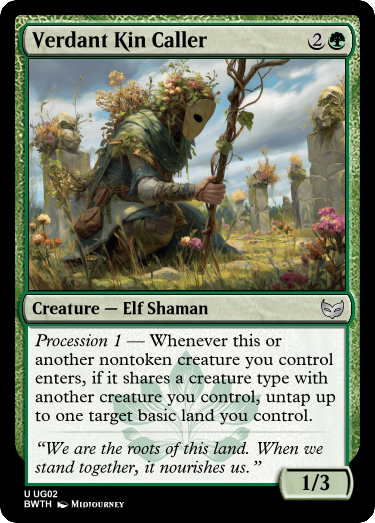 Verdant Kin Caller 2
Creature — Elf Shaman
Procession 1 — Whenever this or
another nontoken creature you control
enters, if it shares a creature type with
another creature you control, untap up
to one target basic land you control.
“We are the roots of this land. When we
stand together, it nourishes us.”
1/3
U UG02
BWTH Midjourney